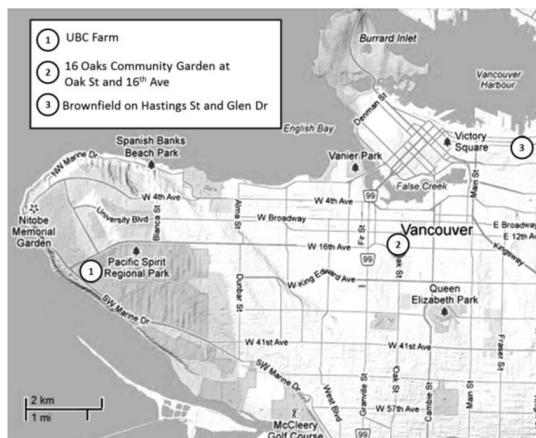 1 UBC Farm
2 16 Oaks Community Garden at
Oak St and 16th Ave
3 Brownfield on Hastings St and Glen Dr
Burrard Inlet
Vancouver
Harbour
Denman St
English Bay
Victory
Square
3
Spanish Banks
Beach Park
Vanier Park
NW Marine Dr
W 4th Ave
99
W 4th Ave
False Creek
Main St
University Blvd
Blanca St
Alma St
W Broadway
Fir St
Vancouver
E Broadway
E 12th Av
Nitobe
Memorial
Garden
W 16th Ave
2
Kingsway
1
Pacific Spirit
Regional Park
99
ak St
W King Edward Ave
Dunbar St
Queen
Elizabeth Park
SW Marine Dr
W 41st Ave
W 41st Ave
Fraser St
SW Marine Dr
2 km
1 mi
West Blvd
Granville St
Oak St
Cambie St
Main St
W 57th Ave
McCleery
Golf Course
99